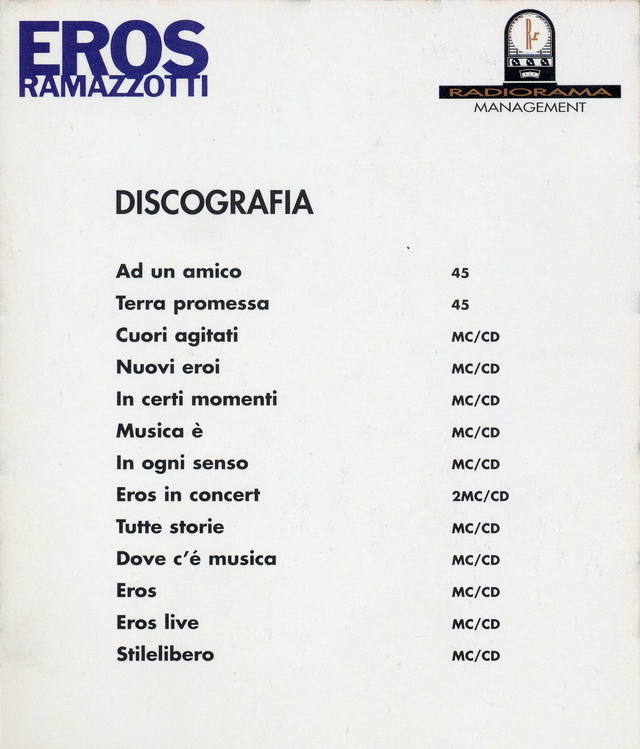 EROS
RAMAZZOTTI
RADIORAMA
MANAGEMENT
DISCOGRAFIA
Ad un amico 45
Terra promessa 45
Cuori agitati MC/CD
Nuovi eroi MC/CD
In certi momenti MC/CD
Musica è MC/CD
In ogni senso MC/CD
Eros in concert 2MC/CD
Tutte storie MC/CD
Dove c'é musica MC/CD
Eros MC/CD
Eros live MC/CD
Stilelibero MC/CD